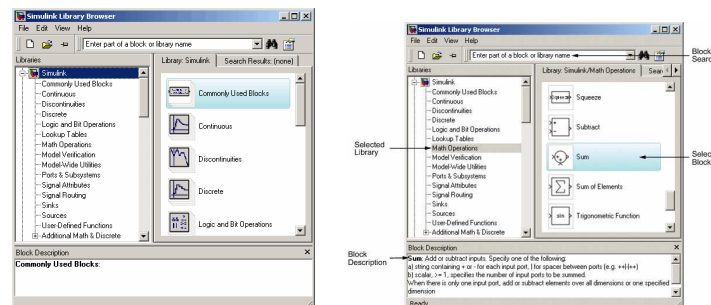 Simulink Library Browser
File Edit View Help
Enter part of a block or library name
Libraries
Library: Simulink
Search Results: (none)
Simulink
Commonly Used Blocks
Continuous
Discontinuities
Discrete
Logic and Bit Operations
Lookup Tables
Math Operations
Model Verification
Model-Wide Utilities
Ports & Subsystems
Signal Attributes
Signal Routing
Sinks
Sources
User-Defined Functions
Additional Math & Discrete
Commonly Used Blocks
Continuous
Discontinuities
Discrete
Logic and Bit Operations
Block Description
Commonly Used Blocks:
Simulink Library Browser
File Edit View Help
Enter part of a block or library name
Block
Searc
Libraries
Library: Simulink/Math Operations
Sear
Simulink
Commonly Used Blocks
Continuous
Discontinuities
Discrete
Logic and Bit Operations
Lookup Tables
Math Operations
Model Verification
Model-Wide Utilities
Ports & Subsystems
Signal Attributes
Signal Routing
Sinks
Sources
User-Defined Functions
Additional Math & Discrete
Selected
Library
Squeeze
Subtract
Sum
Sum of Elements
sin
Trigonometric Function
Selec
Block
Block
Description
Block Description
Sum: Add or subtract inputs. Specify one of the following:
a) string containing + or - for each input port, | for spacer between ports (e.g. ++|-|++)
b) scalar, >= 1, specifies the number of input ports to be summed.
When there is only one input port, add or subtract elements over all dimensions or one specified
dimension
Ready